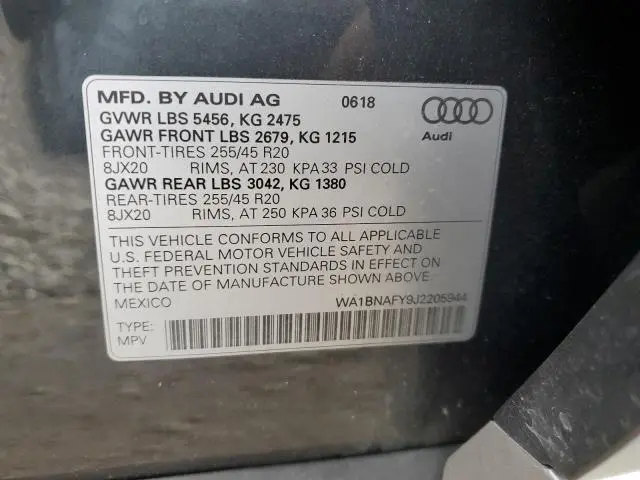 MFD. BY AUDI AG 0618
GVWR LBS 5456, KG 2475
GAWR FRONT LBS 2679, KG 1215
Audi
FRONT-TIRES 255/45 R20
8JX20 RIMS, AT 230 KPA 33 PSI COLD
GAWR REAR LBS 3042, KG 1380
REAR-TIRES 255/45 R20
8JX20 RIMS, AT 250 KPA 36 PSI COLD
THIS VEHICLE CONFORMS TO ALL APPLICABLE
U.S. FEDERAL MOTOR VEHICLE SAFETY AND
THEFT PREVENTION STANDARDS IN EFFECT ON
THE DATE OF MANUFACTURE SHOWN ABOVE.
MEXICO WA1BNAFY9J2205944
TYPE:
MPV